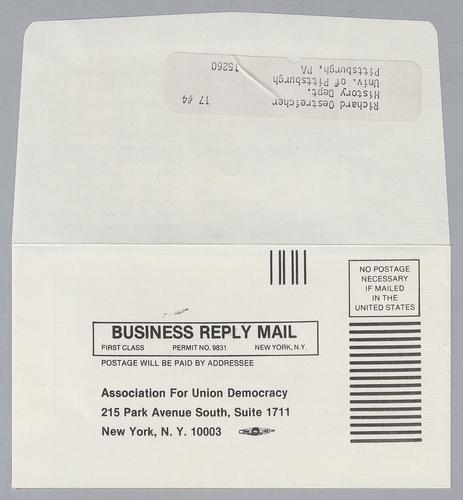 Richard Oestreicher 17 #4
History Dept.
Univ. of Pittsburgh
Pittsburgh, PA 15260
NO POSTAGE
NECESSARY
IF MAILED
IN THE
UNITED STATES
BUSINESS REPLY MAIL
FIRST CLASS PERMIT NO. 9831 NEW YORK, N.Y.
POSTAGE WILL BE PAID BY ADDRESSEE
Association For Union Democracy
215 Park Avenue South, Suite 1711
New York, N. Y. 10003